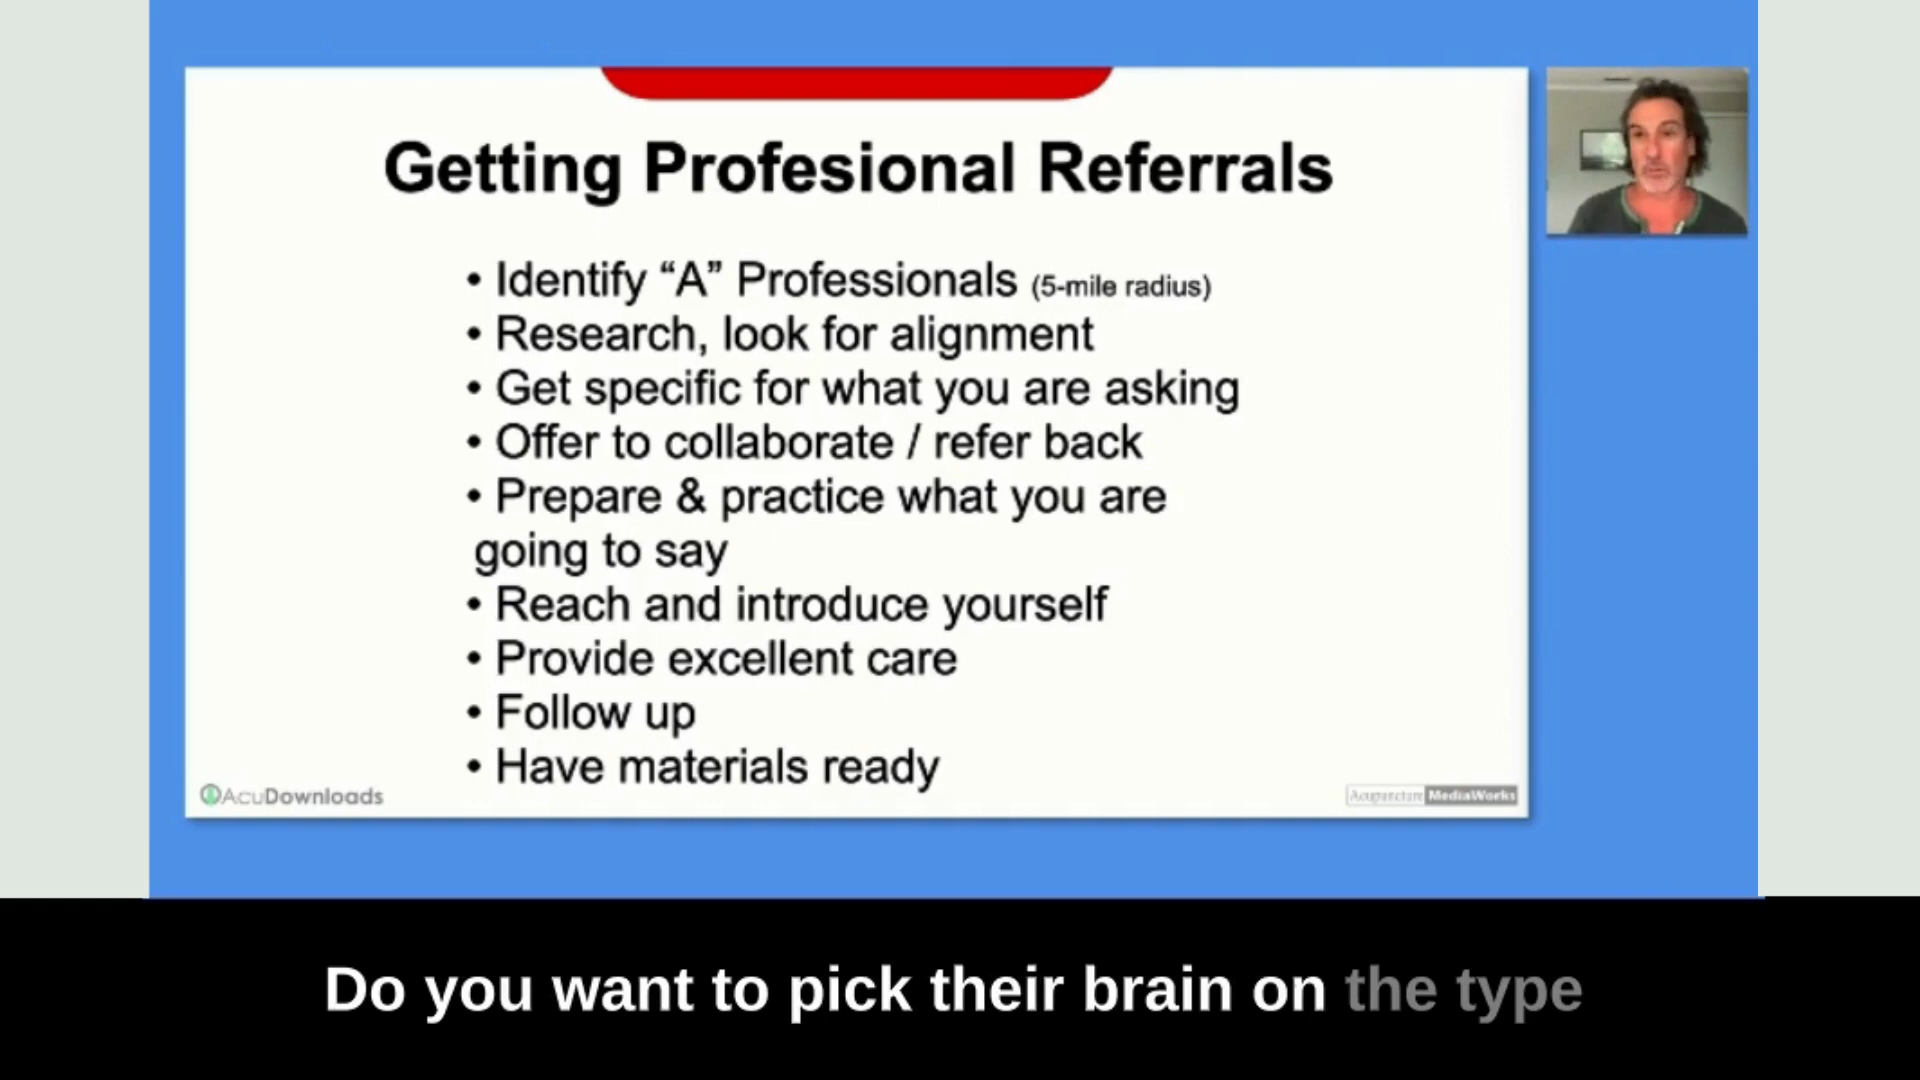 Getting Profesional Referrals
• Identify “A” Professionals (5-mile radius)
• Research, look for alignment
• Get specific for what you are asking
• Offer to collaborate / refer back
• Prepare & practice what you are
going to say
• Reach and introduce yourself
• Provide excellent care
• Follow up
• Have materials ready
AcuDownloads
Acupuncture MediaWorks
Do you want to pick their brain on the type